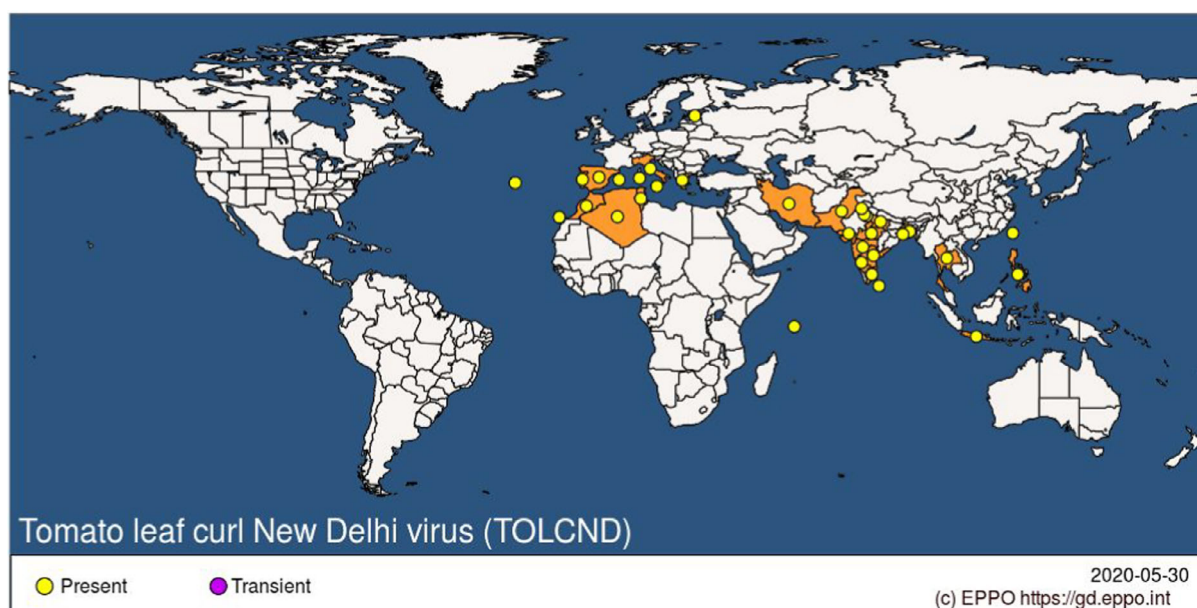 Tomato leaf curl New Delhi virus (TOLCND)
Present
Transient
2020-05-30
(c) EPPO https://gd.eppo.int